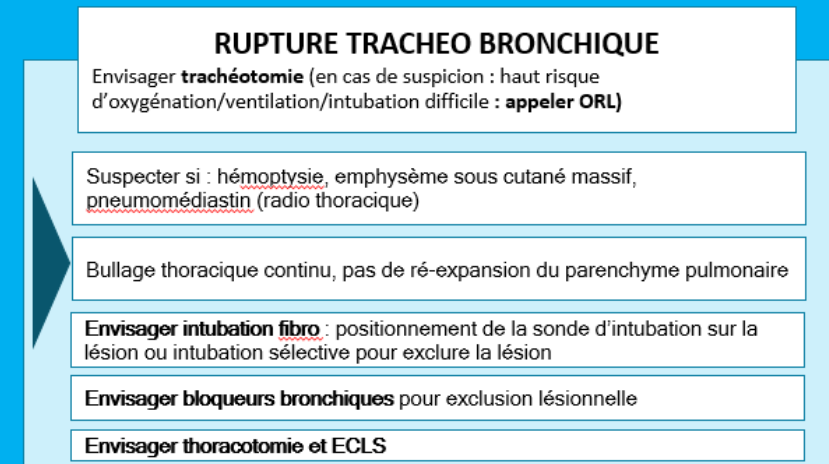 RUPTURE TRACHEO BRONCHIQUE
Envisager trachéotomie (en cas de suspicion : haut risque
d'oxygénation/ventilation/intubation difficile : appeler ORL)
Suspecter si : hémoptysie, emphysème sous cutané massif,
pneumomédiastin (radio thoracique)
Bullage thoracique continu, pas de ré-expansion du parenchyme pulmonaire
Envisager intubation fibro : positionnement de la sonde d'intubation sur la
lésion ou intubation sélective pour exclure la lésion
Envisager bloqueurs bronchiques pour exclusion lésionnelle
Envisager thoracotomie et ECLS